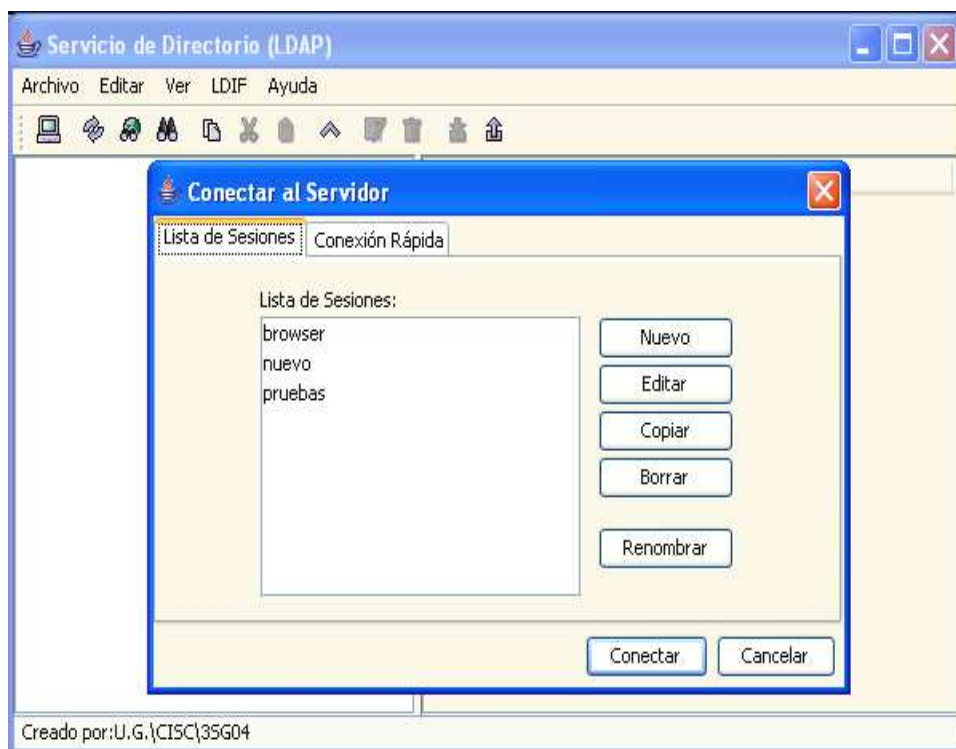 Servicio de Directorio (LDAP)
Archivo Editar Ver LDIF Ayuda
Conectar al Servidor
Lista de Sesiones Conexión Rápida
Lista de Sesiones:
browser
nuevo
pruebas
Nuevo
Editar
Copiar
Borrar
Renombrar
Conectar Cancelar
Creado por:U.G.\CISC\3SG04